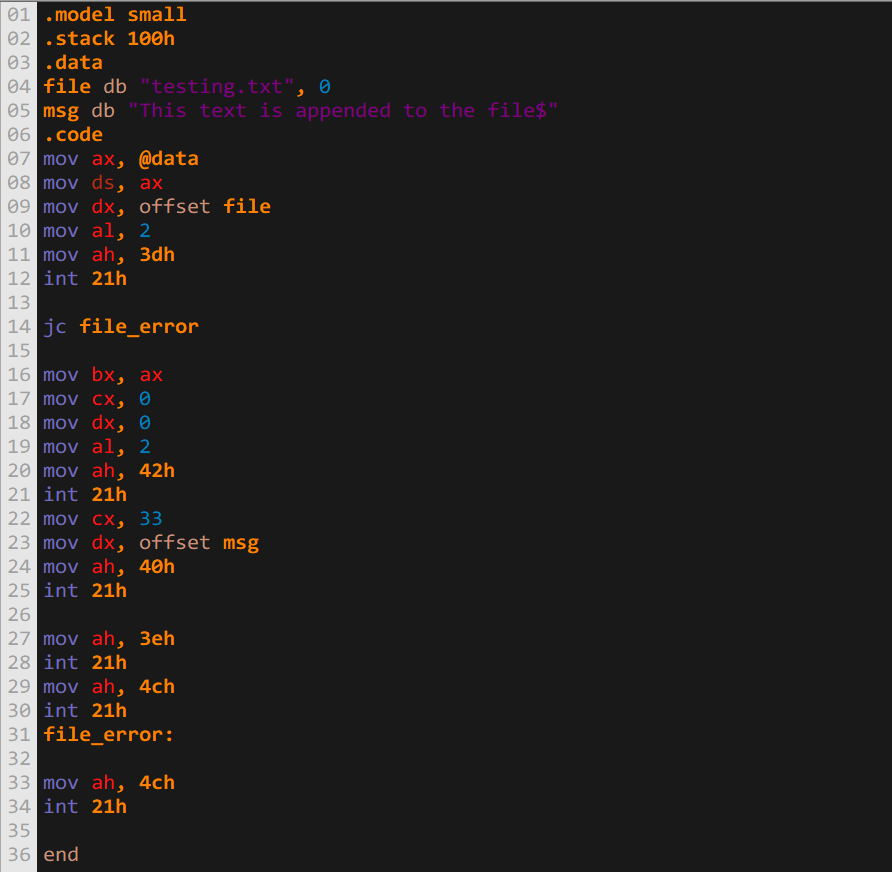 01 .model small
02 .stack 100h
03 .data
04 file db "testing.txt", 0
05 msg db "This text is appended to the file$"
06 .code
07 mov ax, @data
08 mov ds, ax
09 mov dx, offset file
10 mov al, 2
11 mov ah, 3dh
12 int 21h
13
14 jc file_error
15
16 mov bx, ax
17 mov cx, 0
18 mov dx, 0
19 mov al, 2
20 mov ah, 42h
21 int 21h
22 mov cx, 33
23 mov dx, offset msg
24 mov ah, 40h
25 int 21h
26
27 mov ah, 3eh
28 int 21h
29 mov ah, 4ch
30 int 21h
31 file_error:
32
33 mov ah, 4ch
34 int 21h
35
36 end